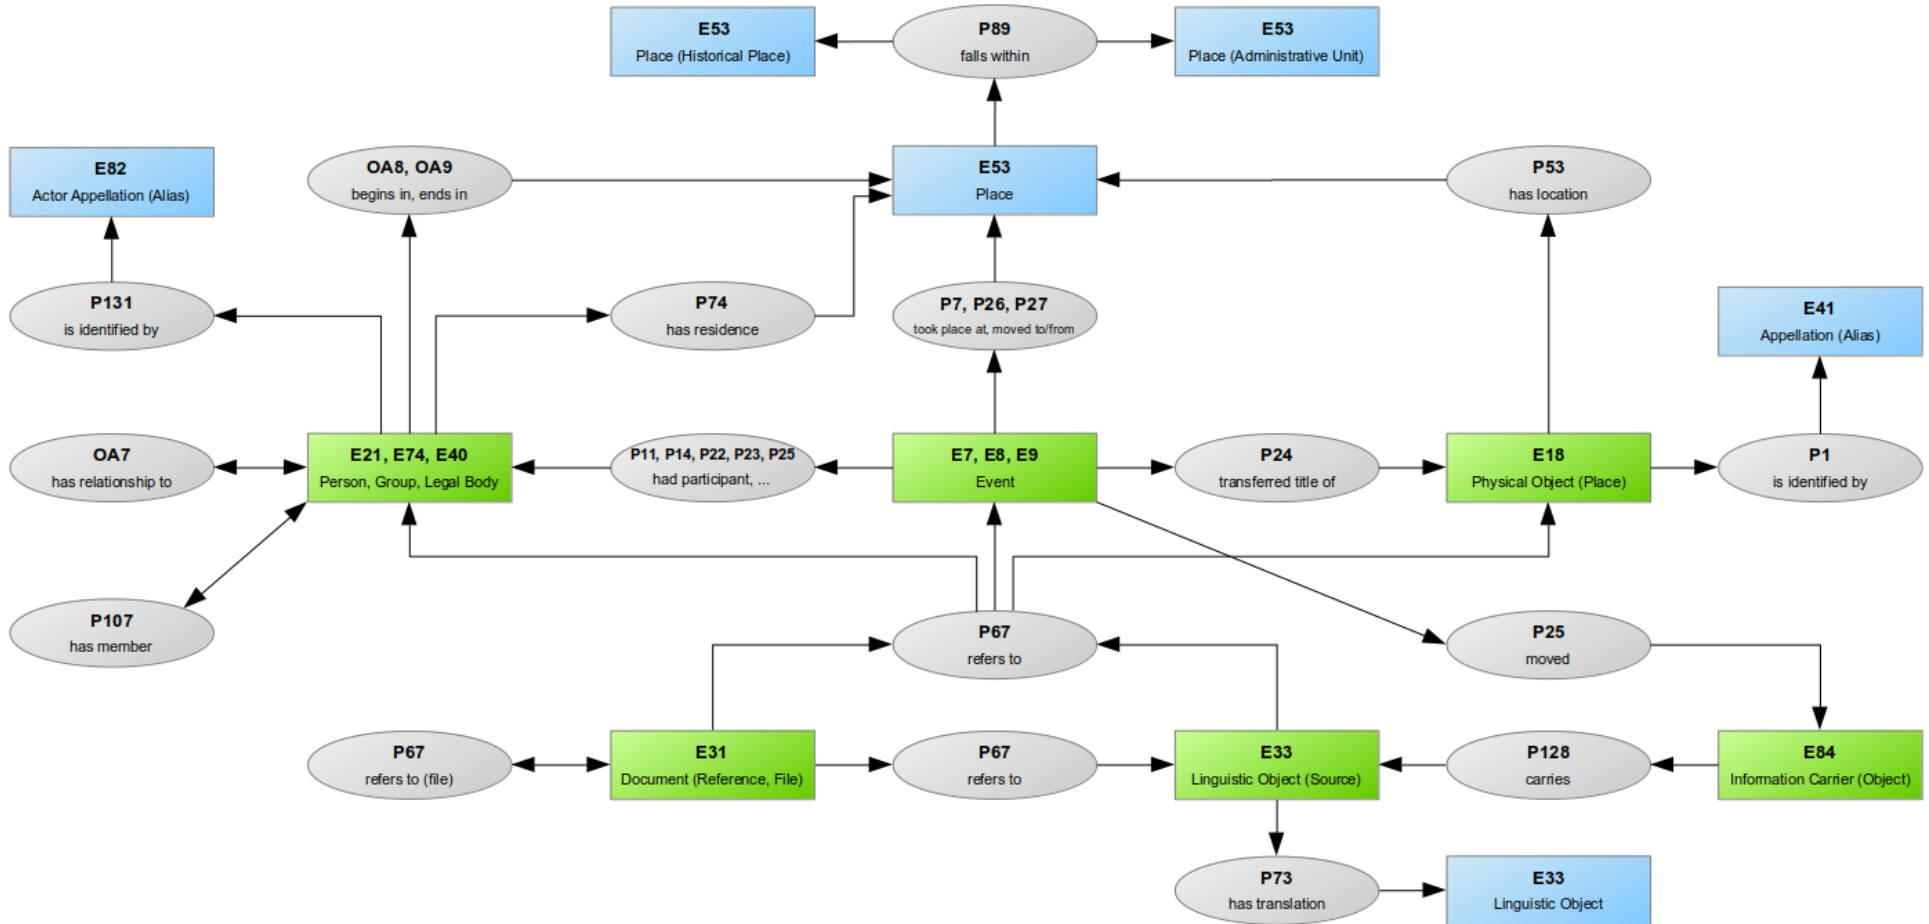 E53
Place (Historical Place)
P89
falls within
E53
Place (Administrative Unit)
E82
Actor Appellation (Alias)
OA8, OA9
begins in, ends in
E53
Place
P53
has location
P131
is identified by
P74
has residence
P7, P26, P27
took place at, moved to/from
E41
Appellation (Alias)
OA7
has relationship to
E21, E74, E40
Person, Group, Legal Body
P11, P14, P22, P23, P25
had participant, ...
E7, E8, E9
Event
P24
transferred title of
E18
Physical Object (Place)
P1
is identified by
P107
has member
P67
refers to
P25
moved
P67
refers to (file)
E31
Document (Reference, File)
P67
refers to
E33
Linguistic Object (Source)
P128
carries
E84
Information Carrier (Object)
P73
has translation
E33
Linguistic Object